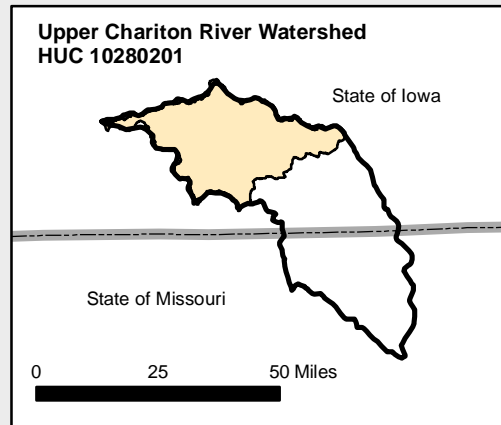 Upper Chariton River Watershed
HUC 10280201
State of Iowa
State of Missouri
0 25 50 Miles